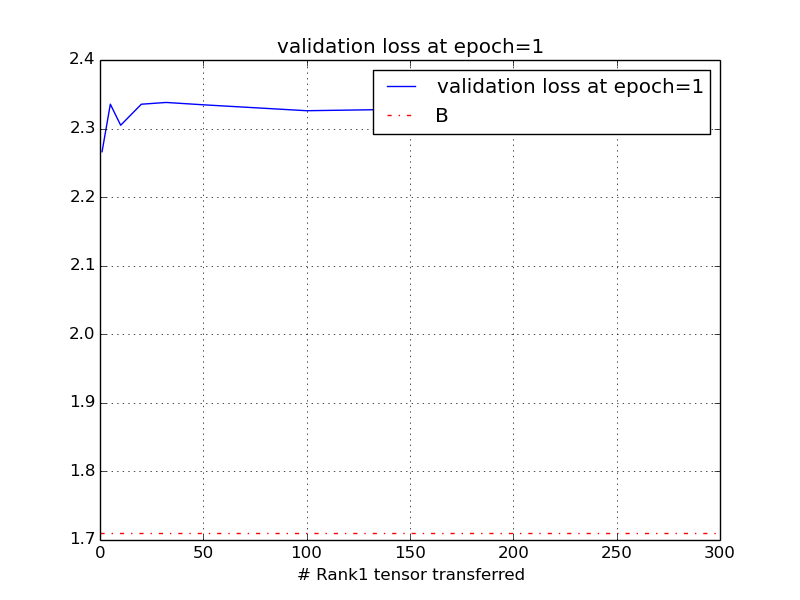 validation loss at epoch=1
validation loss at epoch=1
B
2.4
2.3
2.2
2.1
2.0
1.9
1.8
1.7
0 50 100 150 200 250 300
# Rank1 tensor transferred